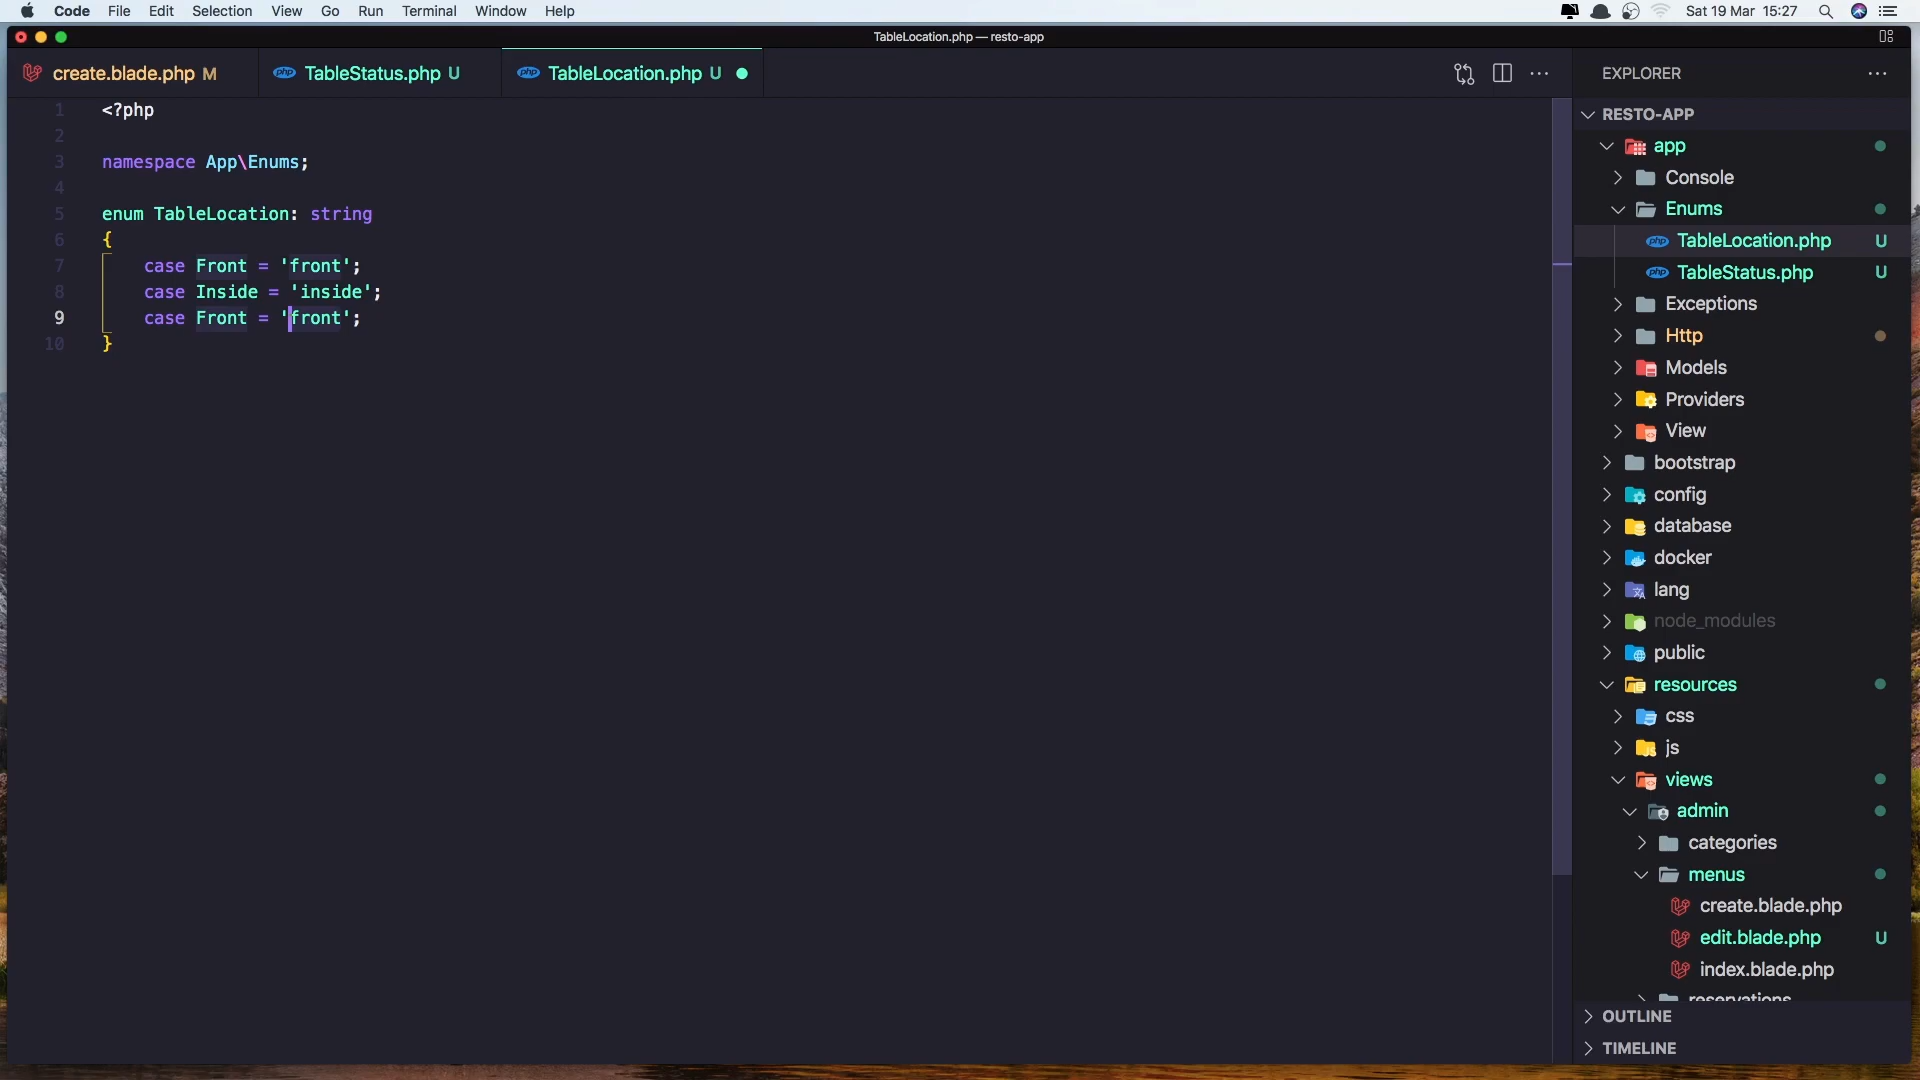 Code File Edit Selection View Go Run Terminal Window Help Sat 19 Mar 15:27
TableLocation.php — resto-app
create.blade.php M
TableStatus.php U
TableLocation.php U
1 <?php
2
3 namespace App\Enums;
4
5 enum TableLocation: string
6 {
7 case Front = 'front';
8 case Inside = 'inside';
9 case Front = 'front';
10 }
EXPLORER
RESTO-APP
app
Console
Enums
TableLocation.php U
TableStatus.php U
Exceptions
Http
Models
Providers
View
bootstrap
config
database
docker
lang
node_modules
public
resources
css
js
views
admin
categories
menus
create.blade.php
edit.blade.php U
index.blade.php
reservations
OUTLINE
TIMELINE